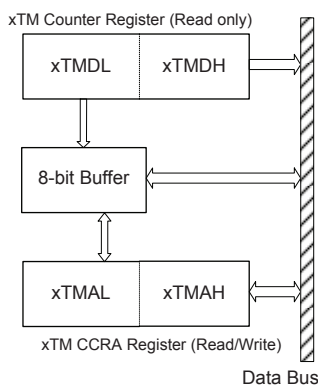 xTM Counter Register (Read only)
xTMDL
xTMDH
8-bit Buffer
xTMAL
xTMAH
xTM CCRA Register (Read/Write)
Data Bus